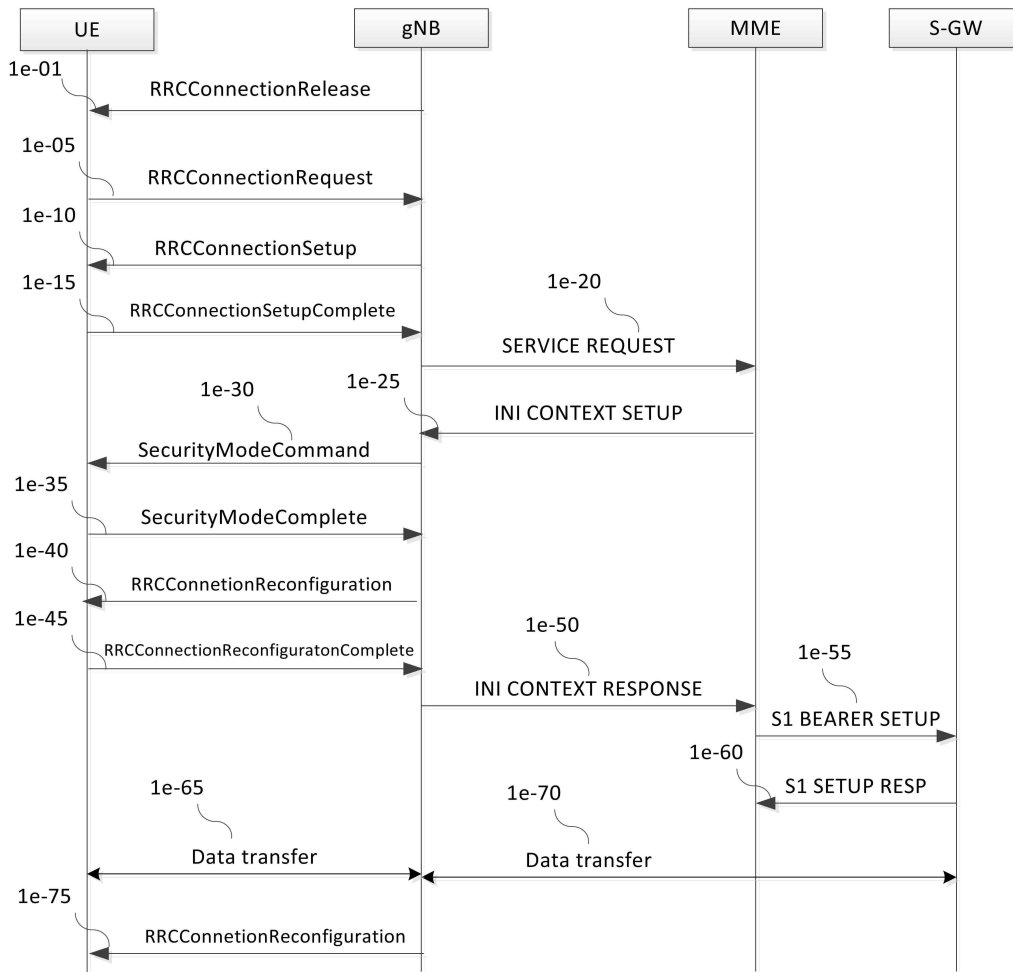 UE
gNB
MME
S-GW
1e-01
RRCConnectionRelease
1e-05
RRCConnectionRequest
1e-10
RRCConnectionSetup
1e-15
RRCConnectionSetupComplete
1e-20
SERVICE REQUEST
1e-25
INI CONTEXT SETUP
1e-30
SecurityModeCommand
1e-35
SecurityModeComplete
1e-40
RRCConnetionReconfiguration
1e-45
RRCConnectionReconfiguratonComplete
1e-50
INI CONTEXT RESPONSE
1e-55
S1 BEARER SETUP
1e-60
S1 SETUP RESP
1e-65
Data transfer
1e-70
Data transfer
1e-75
RRCConnetionReconfiguration